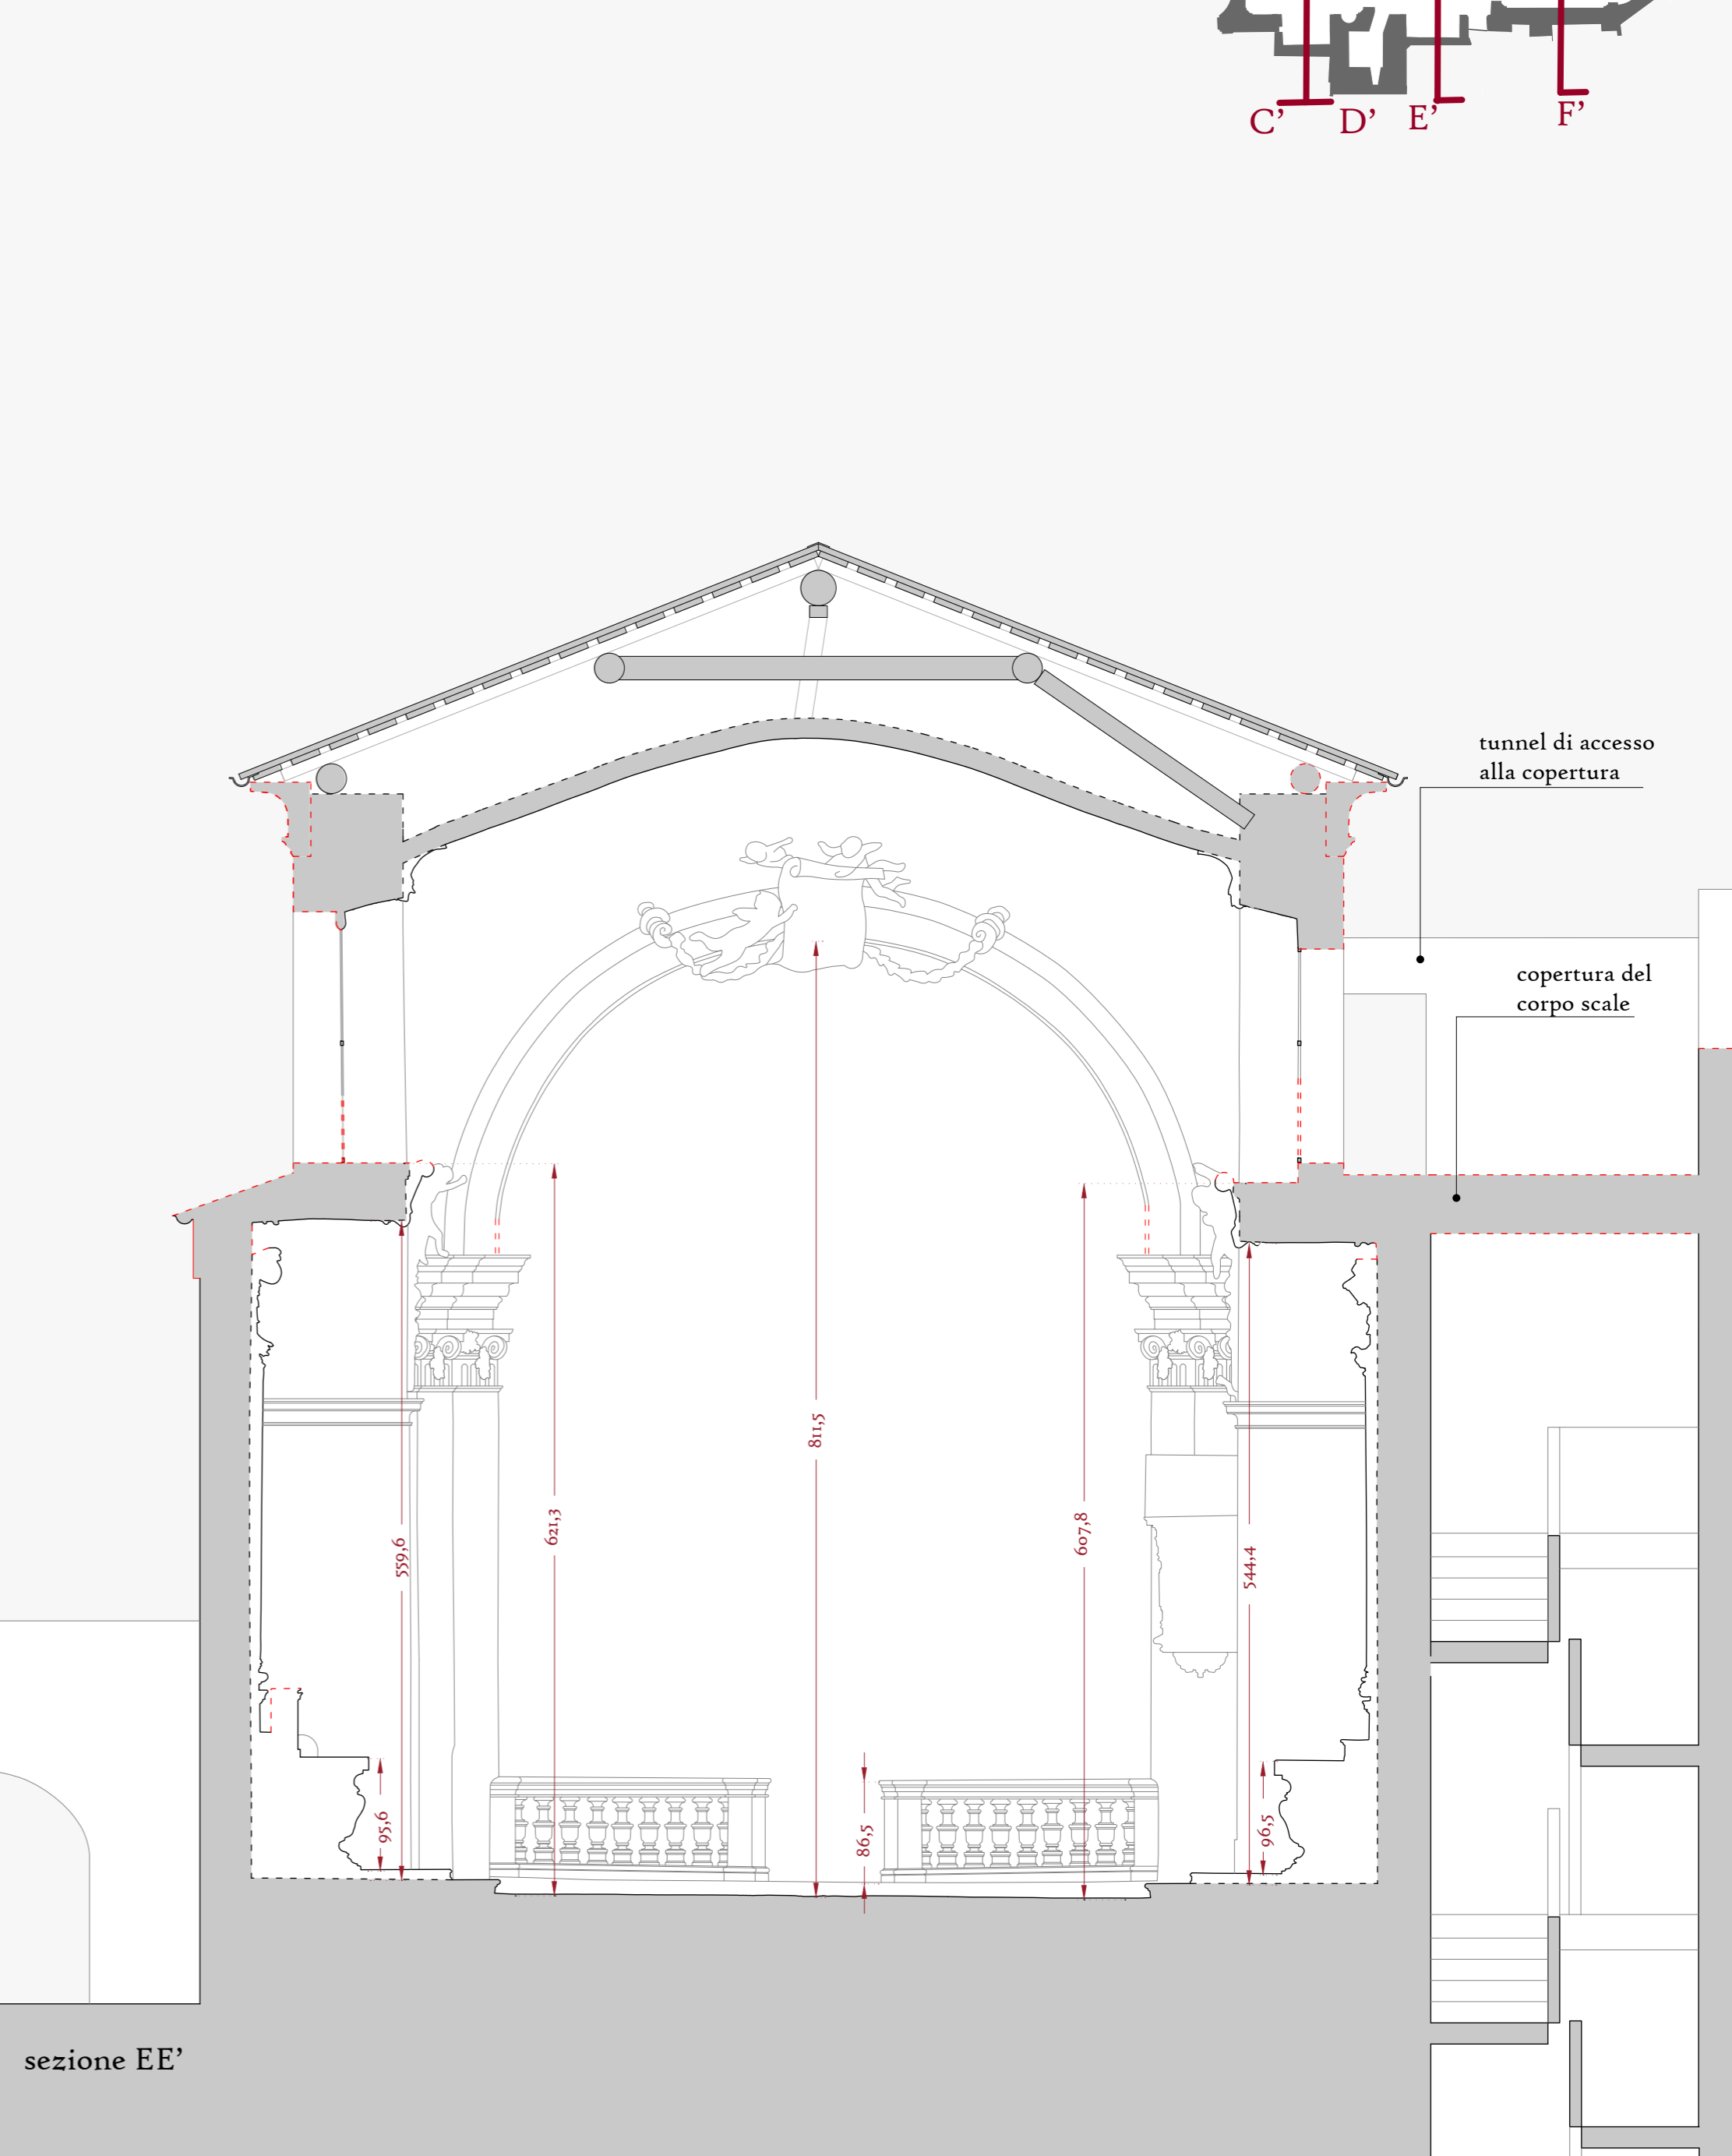 C’ D’ E’ F’
tunnel di accesso
alla copertura
copertura del
corpo scale
811,5
621,3
607,8
559,6
544,4
95,6
86,5
96,5
sezione EE’